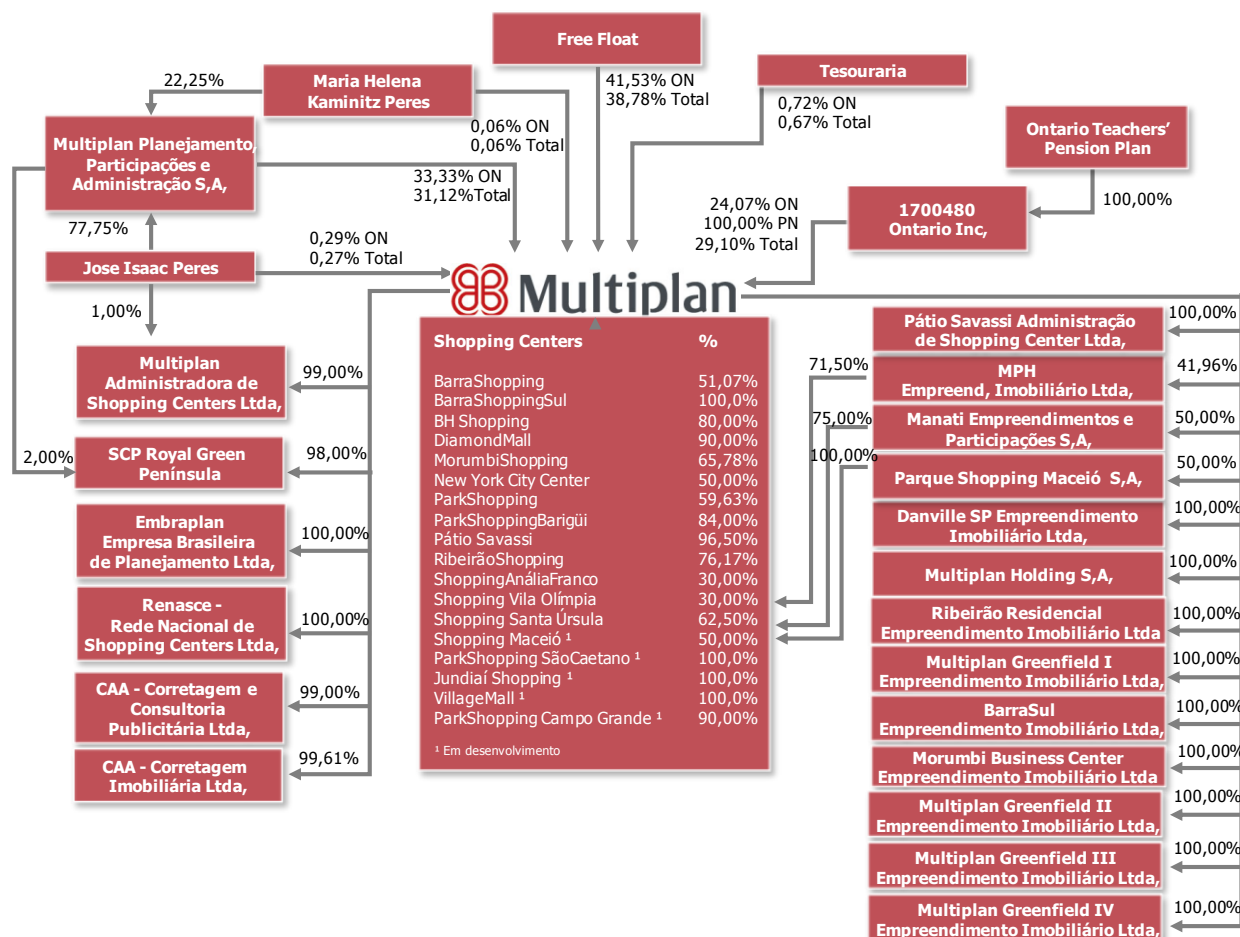 Free Float
41,53% ON
38,78% Total
Tesouraria
0,72% ON
0,67% Total
Maria Helena
Kaminitz Peres
22,25%
0,06% ON
0,06% Total
Multiplan Planejamento,
Participações e
Administração S,A,
33,33% ON
31,12%Total
Ontario Teachers’
Pension Plan
100,00%
1700480
Ontario Inc,
24,07% ON
100,00% PN
29,10% Total
77,75%
Jose Isaac Peres
0,29% ON
0,27% Total
1,00%
Multiplan
Multiplan
Administradora de
Shopping Centers Ltda,
99,00%
2,00%
SCP Royal Green
Península
98,00%
Embraplan
Empresa Brasileira
de Planejamento Ltda,
100,00%
Renasce -
Rede Nacional de
Shopping Centers Ltda,
100,00%
CAA - Corretagem e
Consultoria
Publicitária Ltda,
99,00%
CAA - Corretagem
Imobiliária Ltda,
99,61%
Shopping Centers %
BarraShopping 51,07%
BarraShoppingSul 100,0%
BH Shopping 80,00%
DiamondMall 90,00%
MorumbiShopping 65,78%
New York City Center 50,00%
ParkShopping 59,63%
ParkShoppingBarigüi 84,00%
Pátio Savassi 96,50%
RibeirãoShopping 76,17%
ShoppingAnáliaFranco 30,00%
Shopping Vila Olímpia 30,00%
Shopping Santa Úrsula 62,50%
Shopping Maceió ¹ 50,00%
ParkShopping SãoCaetano ¹ 100,0%
Jundiaí Shopping ¹ 100,0%
VillageMall ¹ 100,0%
ParkShopping Campo Grande ¹ 90,00%
¹ Em desenvolvimento
71,50%
75,00%
100,00%
Pátio Savassi Administração
de Shopping Center Ltda,
100,00%
MPH
Empreend, Imobiliário Ltda,
41,96%
Manati Empreendimentos e
Participações S,A,
50,00%
Parque Shopping Maceió S,A,
50,00%
Danville SP Empreendimento
Imobiliário Ltda,
100,00%
Multiplan Holding S,A,
100,00%
Ribeirão Residencial
Empreendimento Imobiliário Ltda
100,00%
Multiplan Greenfield I
Empreendimento Imobiliário Ltda,
100,00%
BarraSul
Empreendimento Imobiliário Ltda,
100,00%
Morumbi Business Center
Empreendimento Imobiliário Ltda
100,00%
Multiplan Greenfield II
Empreendimento Imobiliário Ltda,
100,00%
Multiplan Greenfield III
Empreendimento Imobiliário Ltda,
100,00%
Multiplan Greenfield IV
Empreendimento Imobiliário Ltda,
100,00%